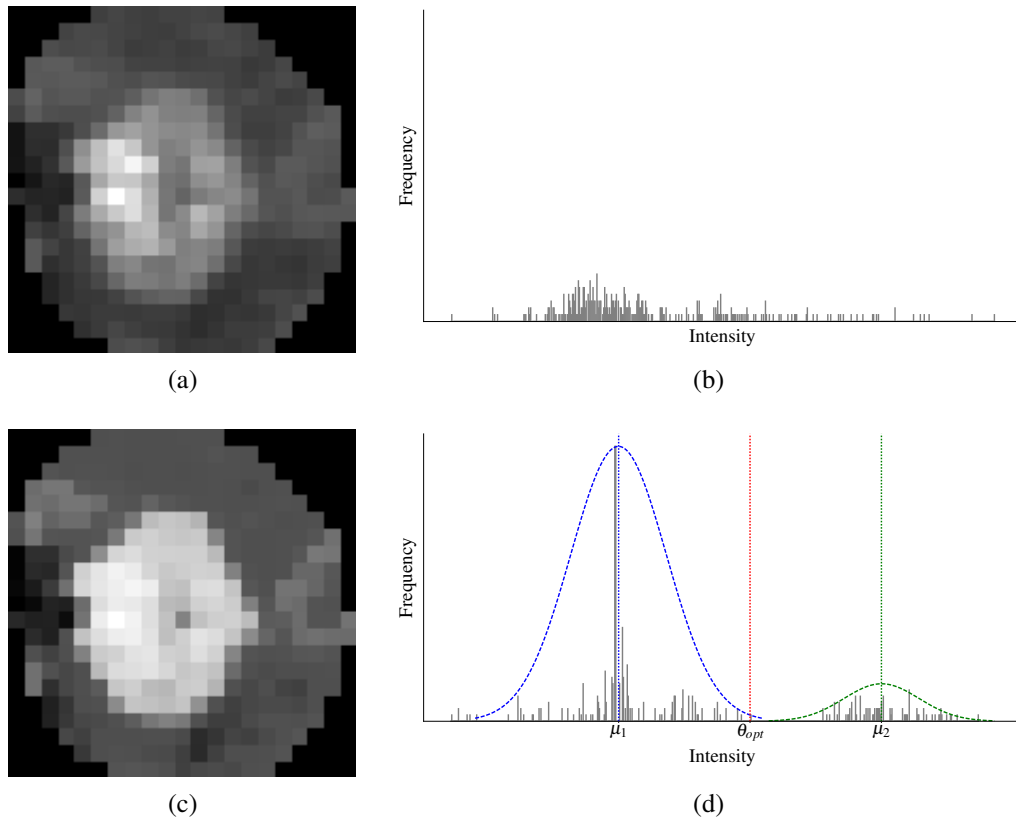 Frequency
Intensity
(a)
(b)
Frequency
μ₁
θₒₚₜ
μ₂
Intensity
(c)
(d)